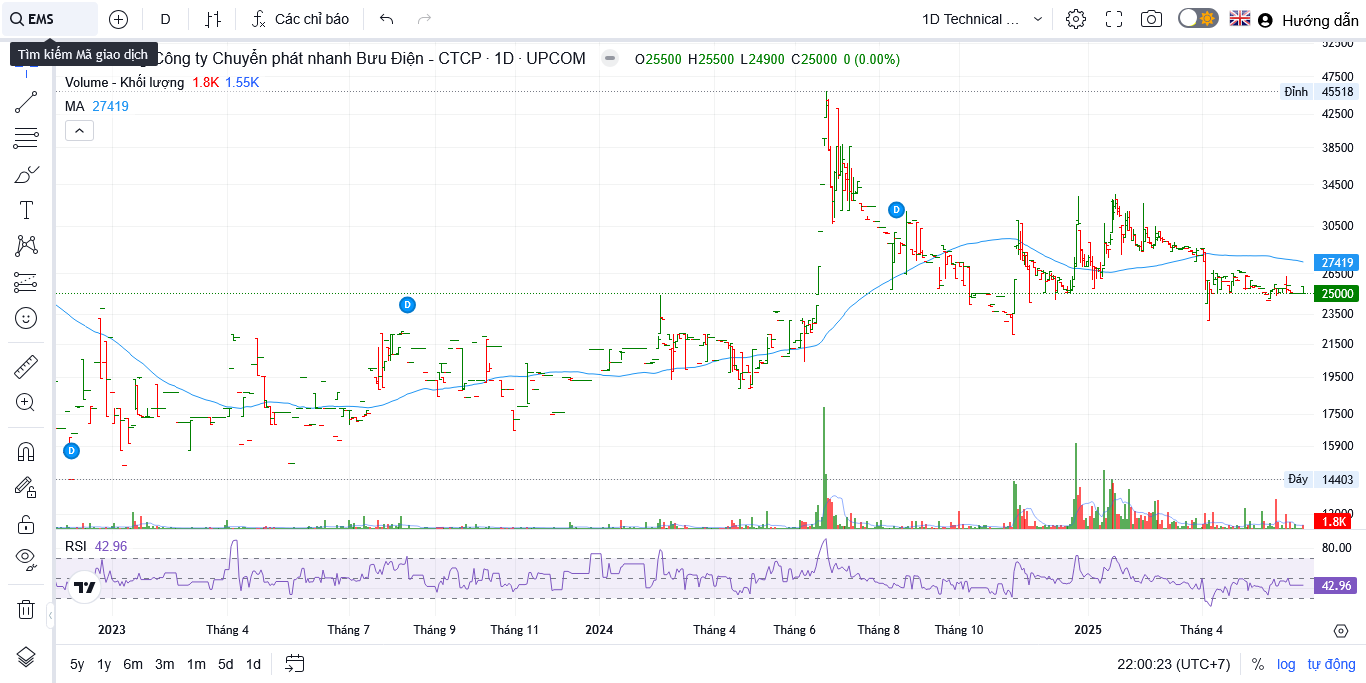 EMS
D
Các chỉ báo
1D Technical ...
Hướng dẫn
Tìm kiếm Mã giao dịch
Công ty Chuyển phát nhanh Bưu Điện - CTCP · 1D · UPCOM
O25500 H25500 L24900 C25000 0 (0.00%)
Volume - Khối lượng 1.8K 1.55K
MA 27419
52500
47500
Đỉnh 45518
42500
38500
34500
30500
27419
26500
25000
23500
21500
19500
17500
15900
Đáy 14403
1.8K
D
D
D
RSI 42.96
80.00
42.96
2023 Tháng 4 Tháng 7 Tháng 9 Tháng 11 2024 Tháng 4 Tháng 6 Tháng 8 Tháng 10 2025 Tháng 4
5y 1y 6m 3m 1m 5d 1d
22:00:23 (UTC+7) % log tự động